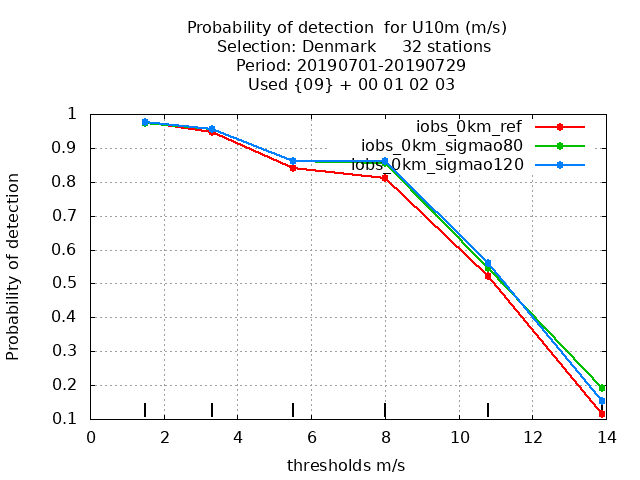 Probability of detection  for U10m (m/s)
Selection: Denmark     32 stations
Period: 20190701-20190729
Used {09} + 00 01 02 03
iobs_0km_ref
iobs_0km_sigmao80
iobs_0km_sigmao120
Probability of detection
1
0.9
0.8
0.7
0.6
0.5
0.4
0.3
0.2
0.1
0 2 4 6 8 10 12 14
thresholds m/s